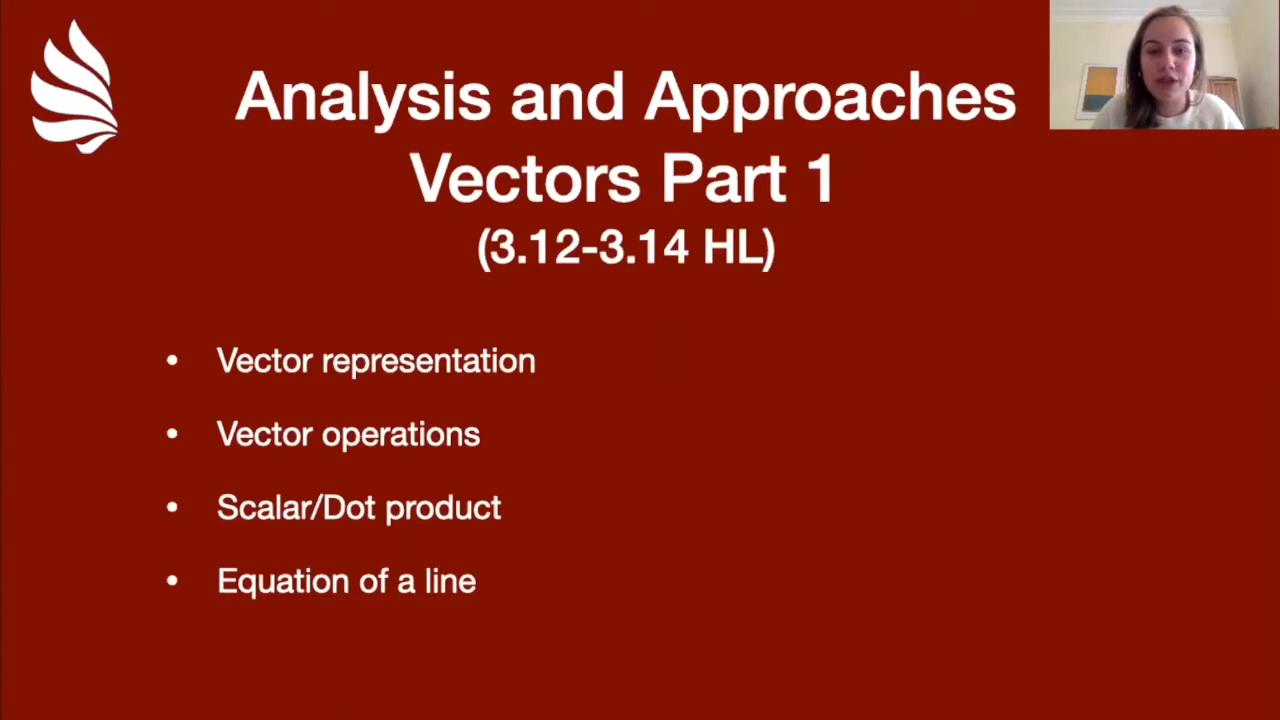 Analysis and Approaches
Vectors Part 1
(3.12-3.14 HL)
• Vector representation
• Vector operations
• Scalar/Dot product
• Equation of a line